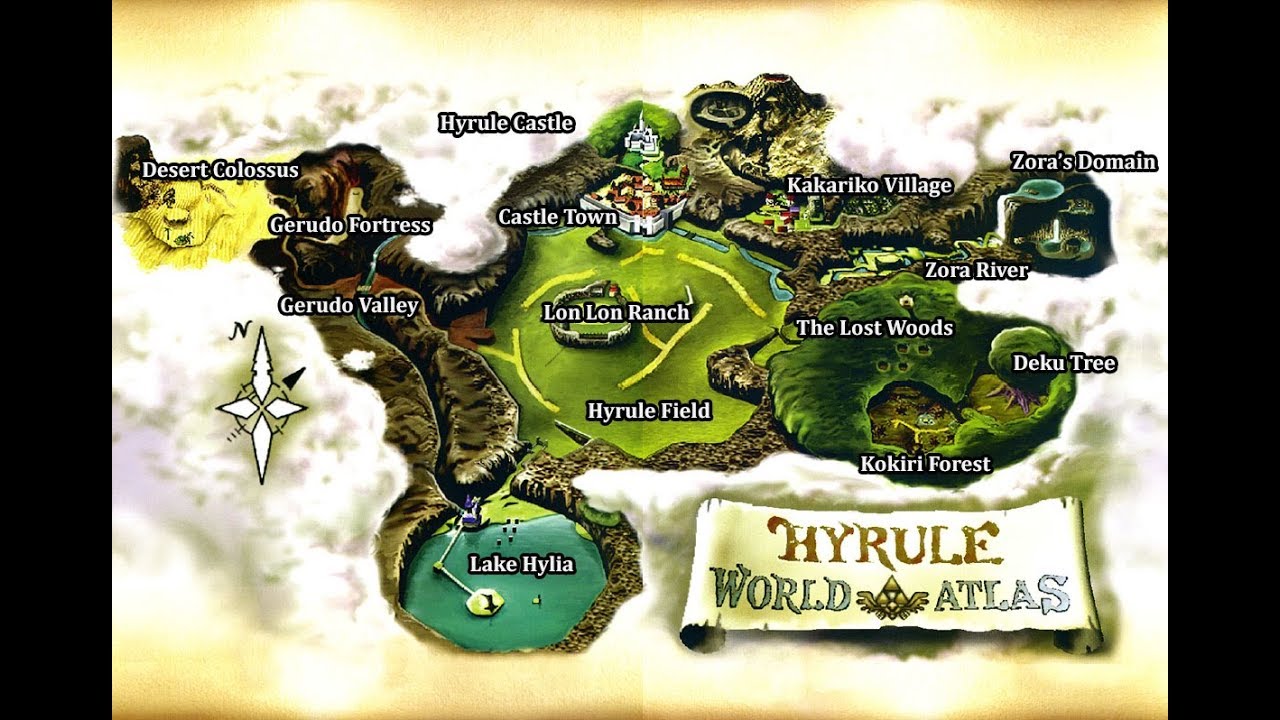 Hyrule Castle
Zora's Domain
Desert Colossus
Kakariko Village
Castle Town
Gerudo Fortress
Zora River
Gerudo Valley
Lon Lon Ranch
The Lost Woods
N
Deku Tree
Hyrule Field
Kokiri Forest
Lake Hylia
HYRULE
WORLD ATLAS